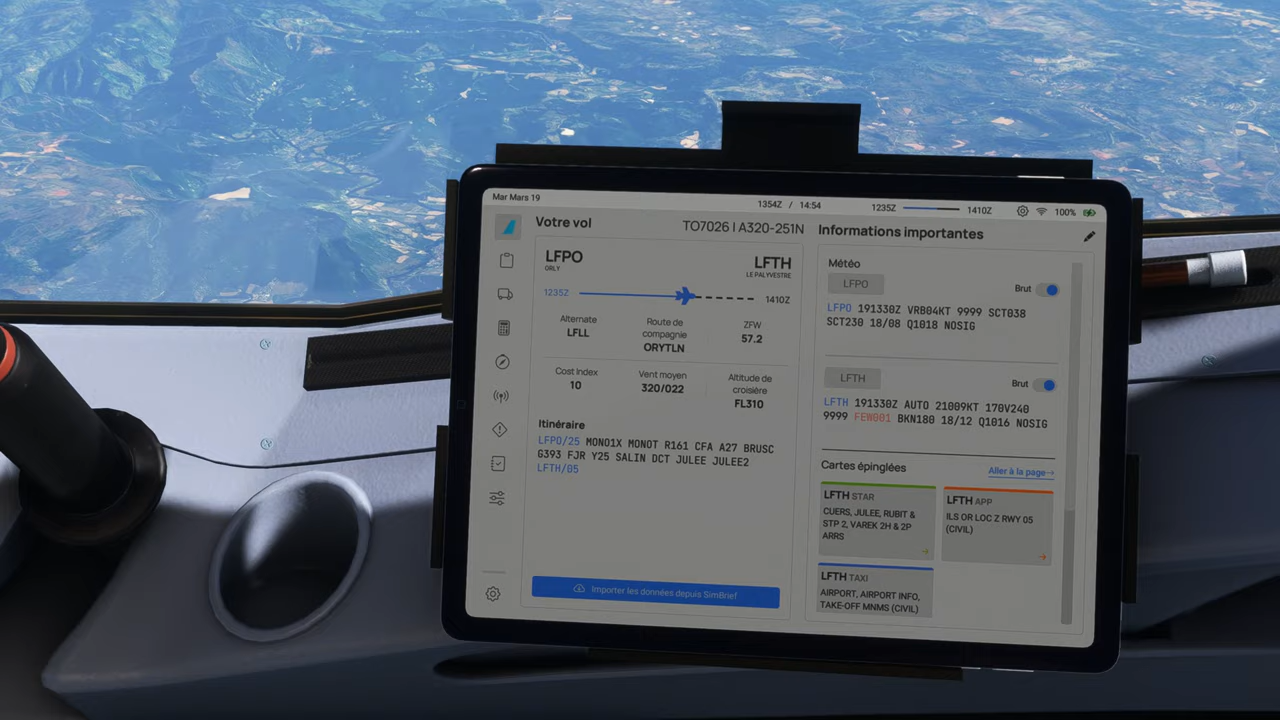 Mar Mars 19
1354Z / 14:54
1235Z
1410Z
100%
Votre vol
TO7026 | A320-251N
LFPO
ORLY
LFTH
LE PALYVESTRE
1235Z
1410Z
Alternate
LFLL
Route de
compagnie
ORYTLN
ZFW
57.2
Cost Index
10
Vent moyen
320/022
Altitude de
croisière
FL310
Itinéraire
LFPO/25 MONO1X MONOT R161 CFA A27 BRUSC
G393 FJR Y25 SALIN DCT JULEE JULEE2
LFTH/05
Importer les données depuis SimBrief
Informations importantes
Météo
LFPO
Brut
LFPO 191330Z VRB04KT 9999 SCT038
SCT230 18/08 Q1018 NOSIG
LFTH
Brut
LFTH 191330Z AUTO 21009KT 170V240
9999 FEW001 BKN180 18/12 Q1016 NOSIG
Cartes épinglées
Aller à la page→
LFTH STAR
CUERS, JULEE, RUBIT &
STP 2, VAREK 2H & 2P
ARRS
→
LFTH APP
ILS OR LOC Z RWY 05
(CIVIL)
→
LFTH TAXI
AIRPORT, AIRPORT INFO,
TAKE-OFF MNMS (CIVIL)